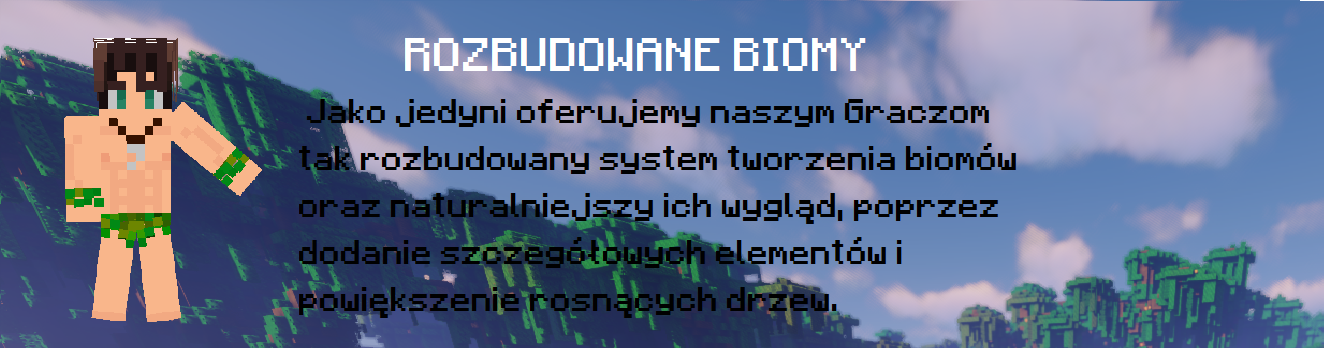 ROZBUDOWANE BIOMY
Jako jedyni oferujemy naszym Graczom
tak rozbudowany system tworzenia biomów
oraz naturalniejszy ich wygląd, poprzez
dodanie szczegółowych elementów i
powiększenie rosnących drzew.